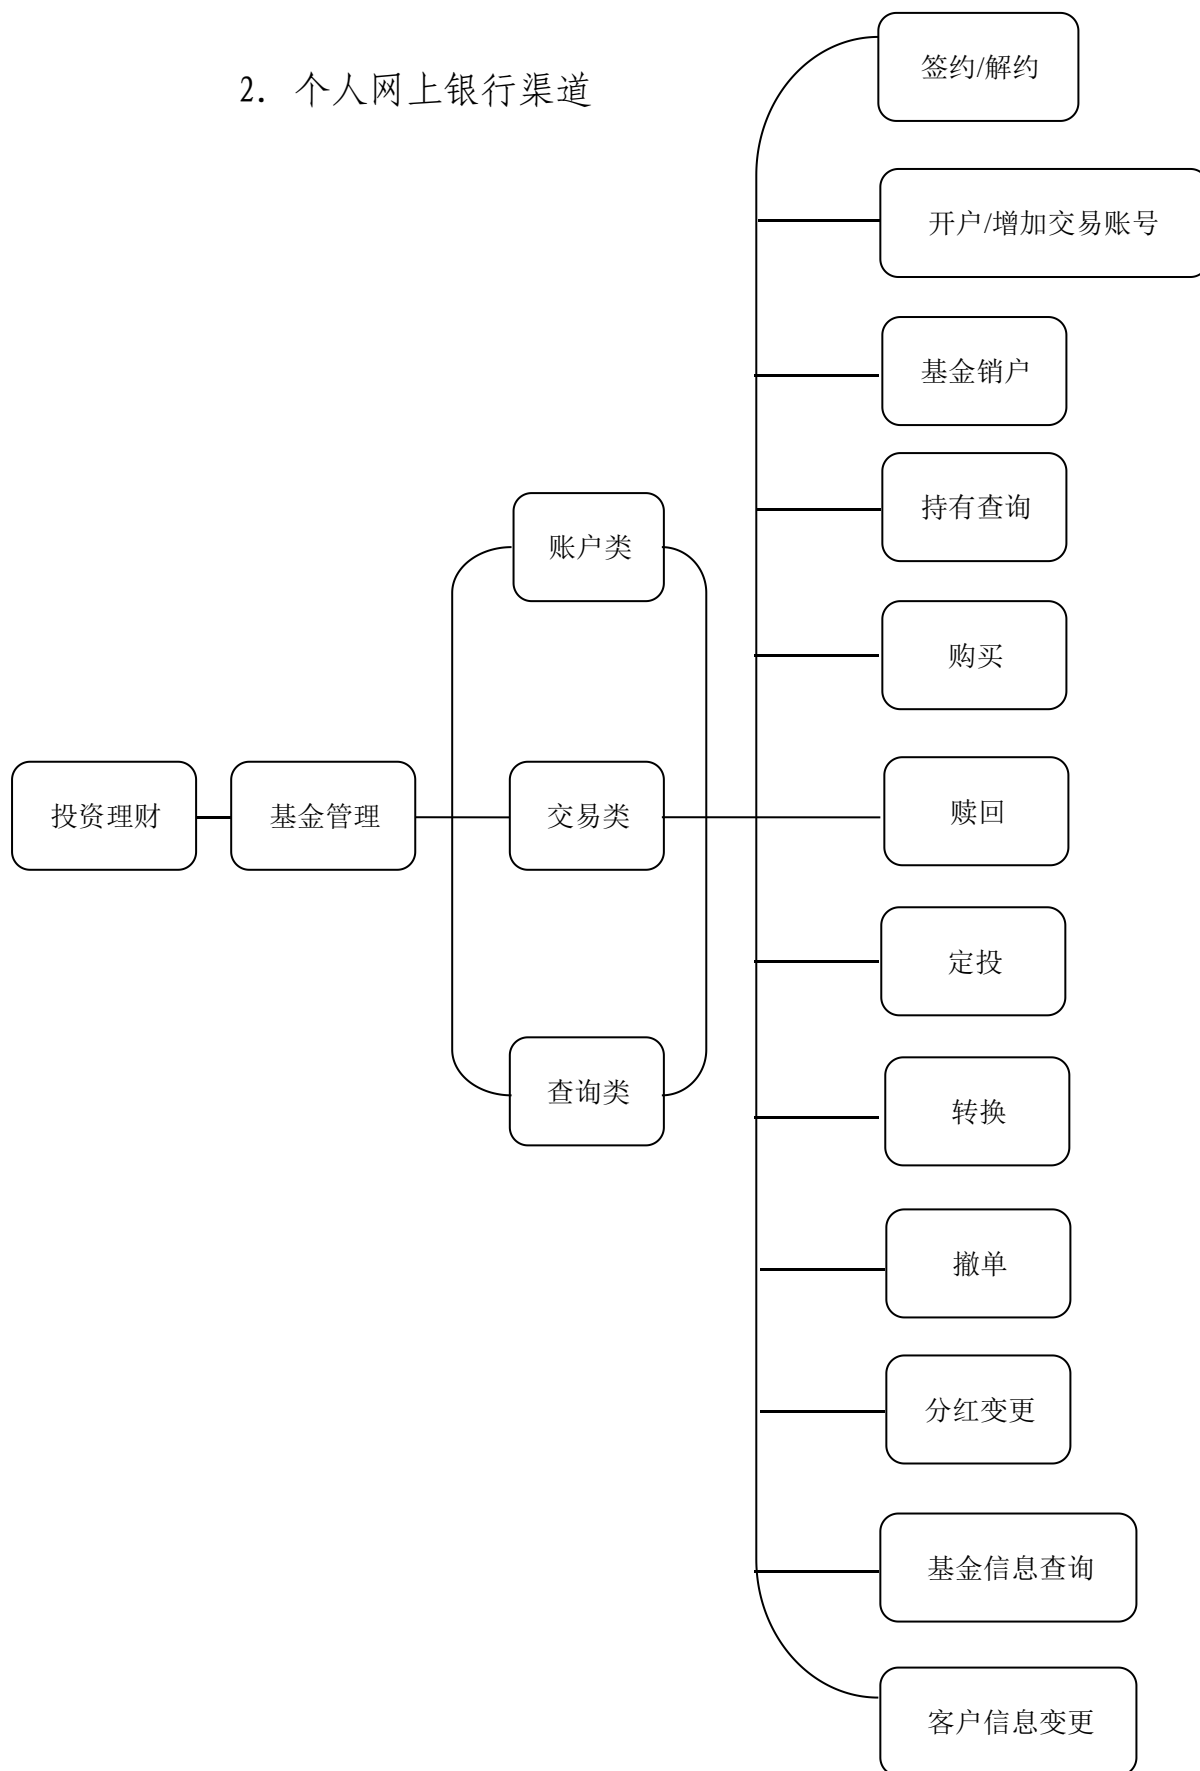 2. 个人网上银行渠道
签约/解约
开户/增加交易账号
基金销户
持有查询
账户类
购买
投资理财
基金管理
交易类
赎回
定投
查询类
转换
撤单
分红变更
基金信息查询
客户信息变更